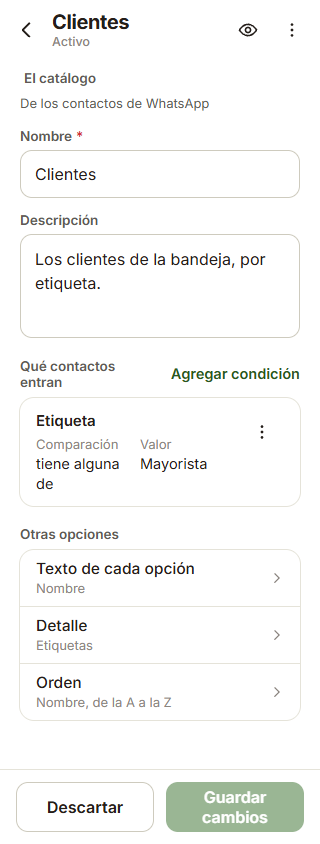 Clientes
Activo
El catálogo
De los contactos de WhatsApp
Nombre *
Clientes
Descripción
Los clientes de la bandeja, por
etiqueta.
Qué contactos
entran
Agregar condición
Etiqueta
Comparación
Valor
tiene alguna
de
Mayorista
Otras opciones
Texto de cada opción
Nombre
Detalle
Etiquetas
Orden
Nombre, de la A a la Z
Descartar
Guardar
cambios